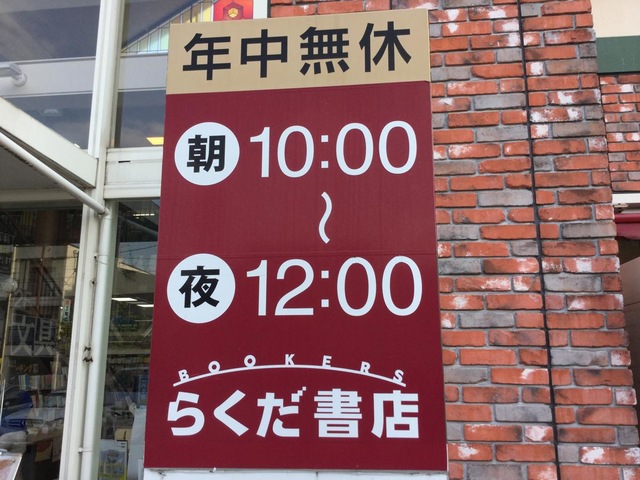 年中無休
朝 10:00
～
夜 12:00
BOOKERS
らくだ書店